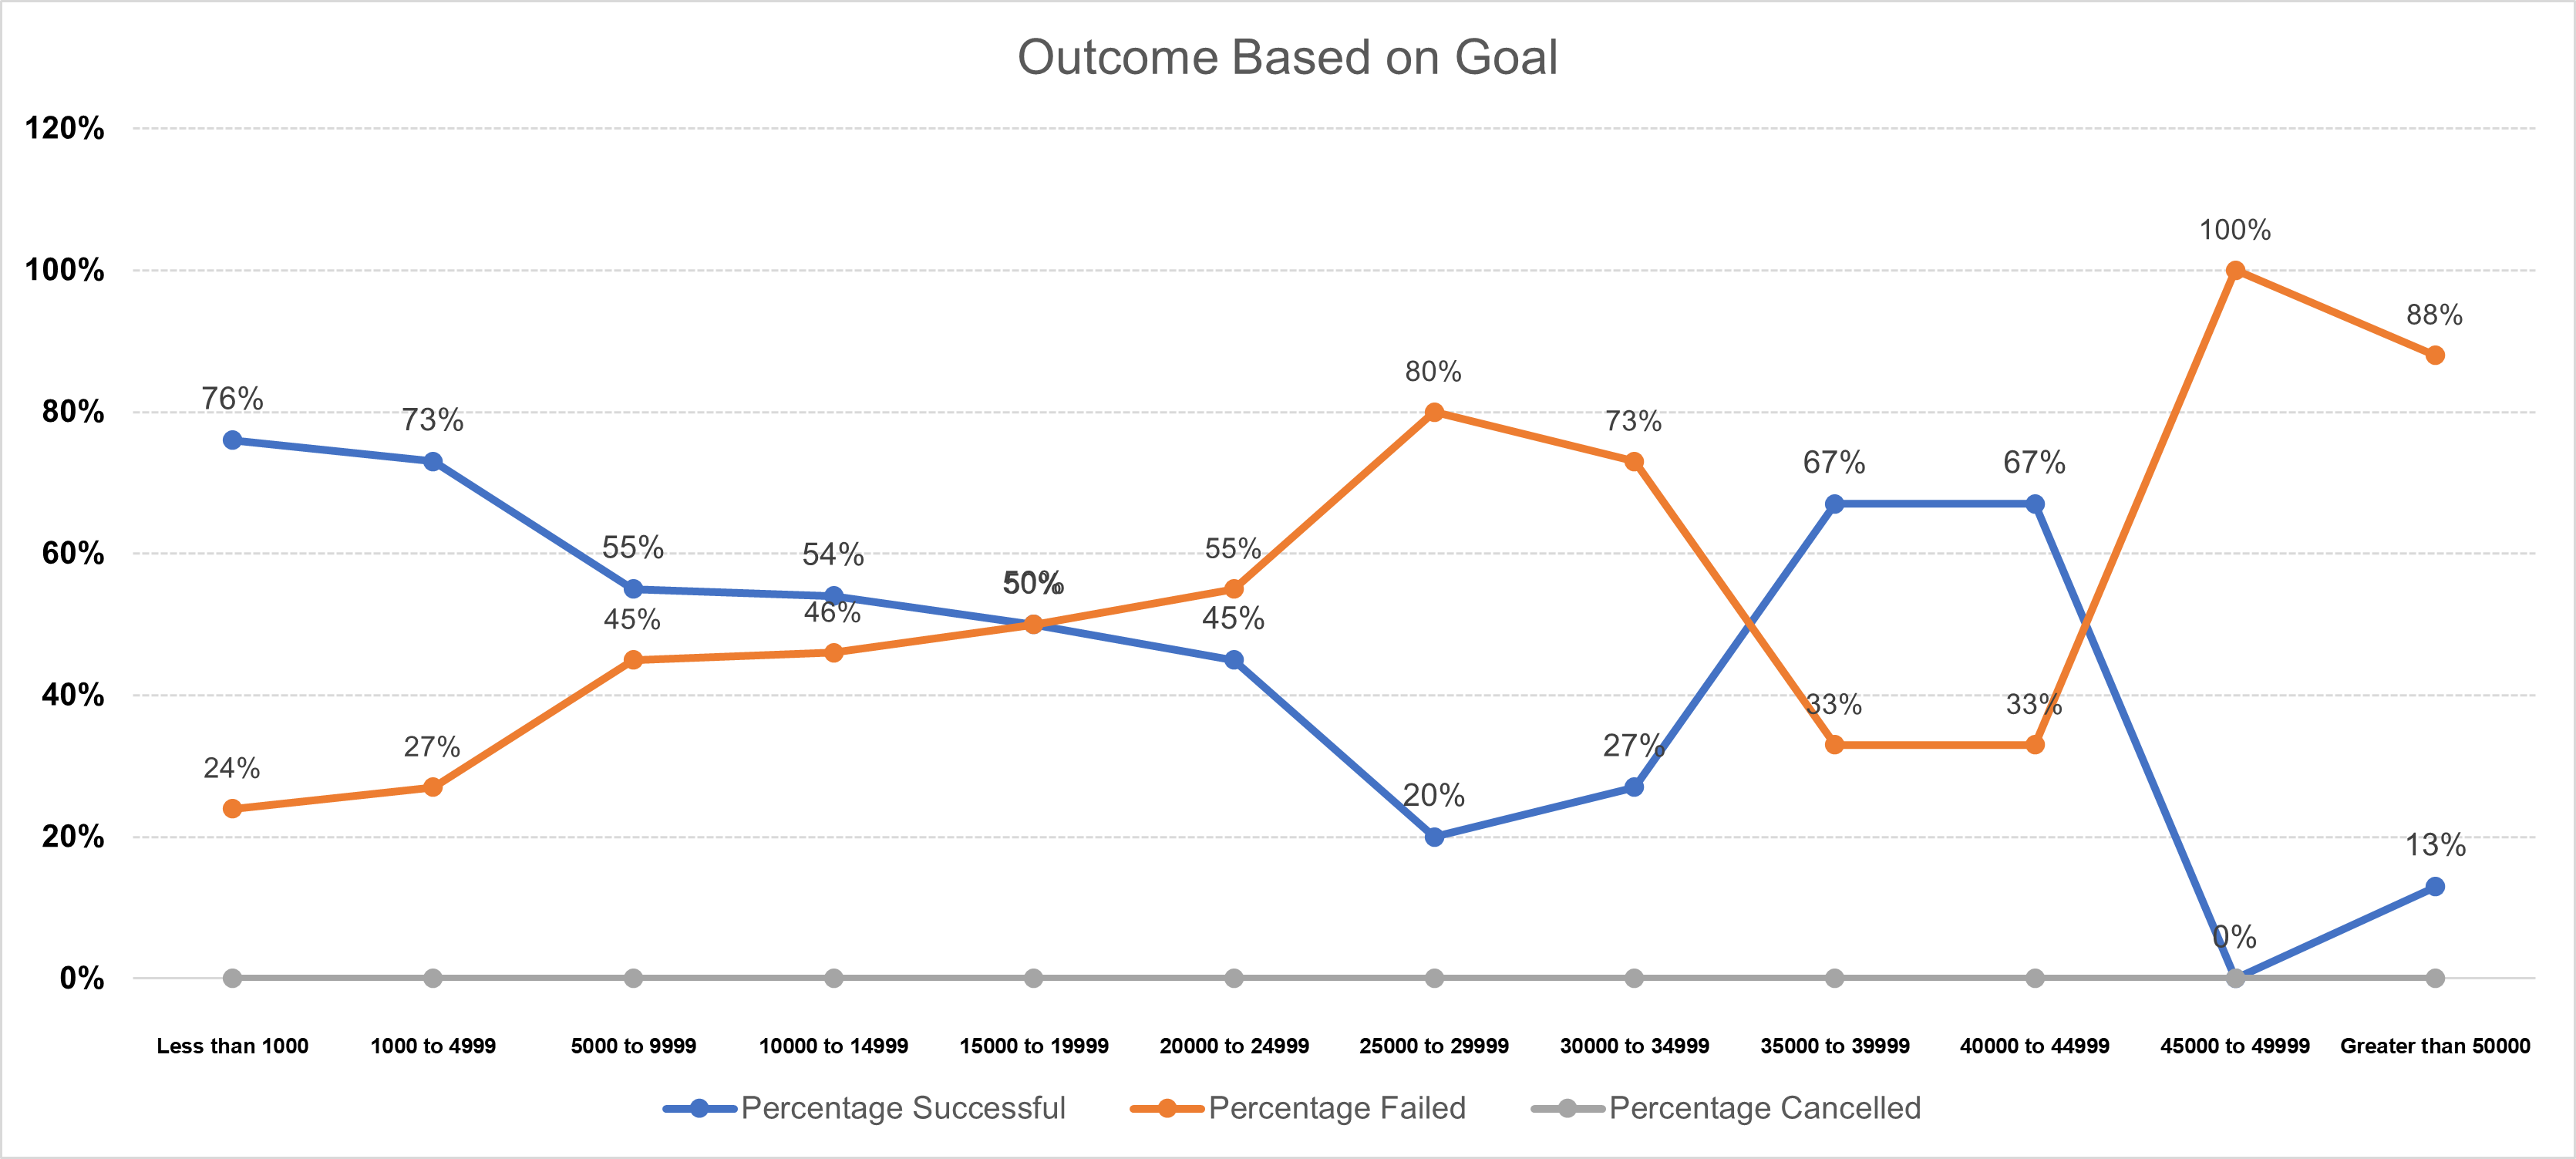 Outcome Based on Goal
120%
100%
80%
60%
40%
20%
0%
76%
73%
55%
54%
50%
45%
20%
27%
67%
67%
0%
13%
24%
27%
45%
46%
50%
55%
80%
73%
33%
33%
100%
88%
Less than 1000
1000 to 4999
5000 to 9999
10000 to 14999
15000 to 19999
20000 to 24999
25000 to 29999
30000 to 34999
35000 to 39999
40000 to 44999
45000 to 49999
Greater than 50000
Percentage Successful
Percentage Failed
Percentage Cancelled